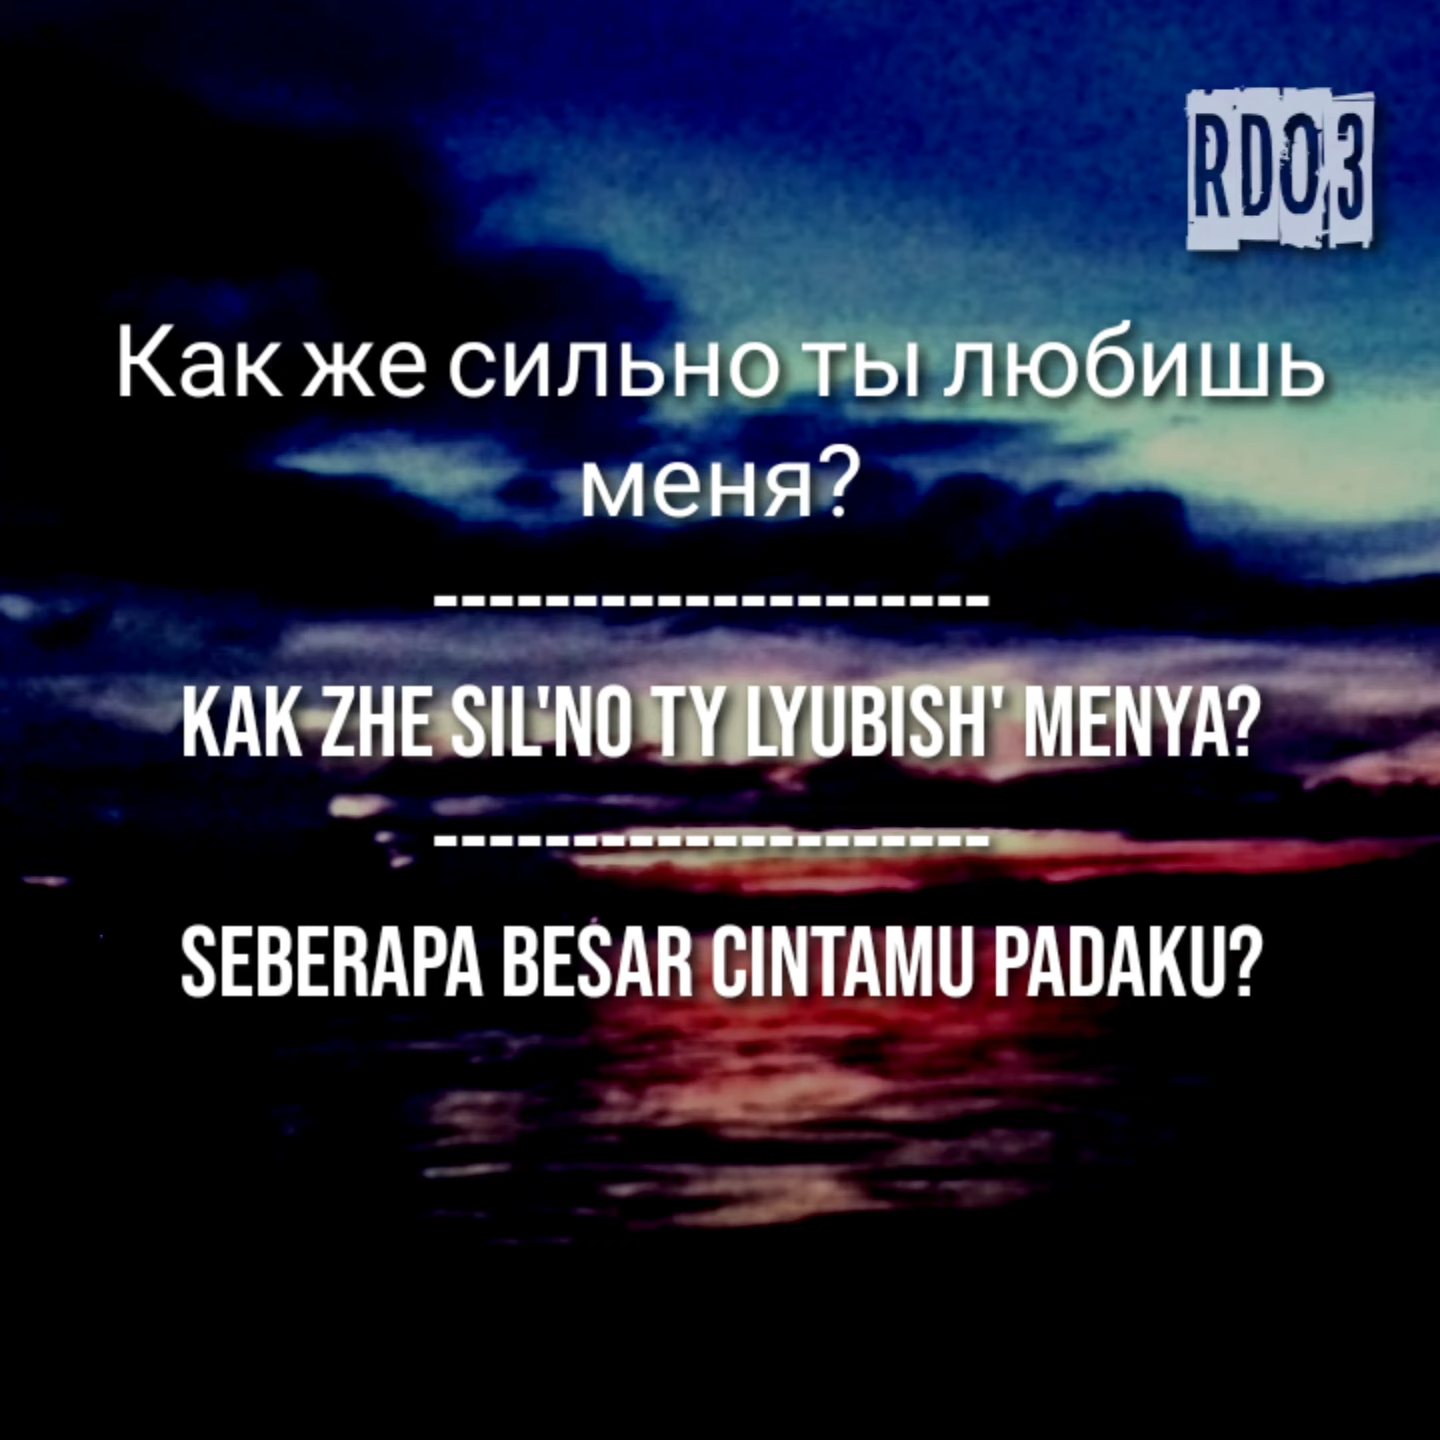 RDO3
Как же сильно ты любишь
меня?
--------------------
KAK ZHE SIL'NO TY LYUBISH' MENYA?
--------------------
SEBERAPA BESAR CINTAMU PADAKU?